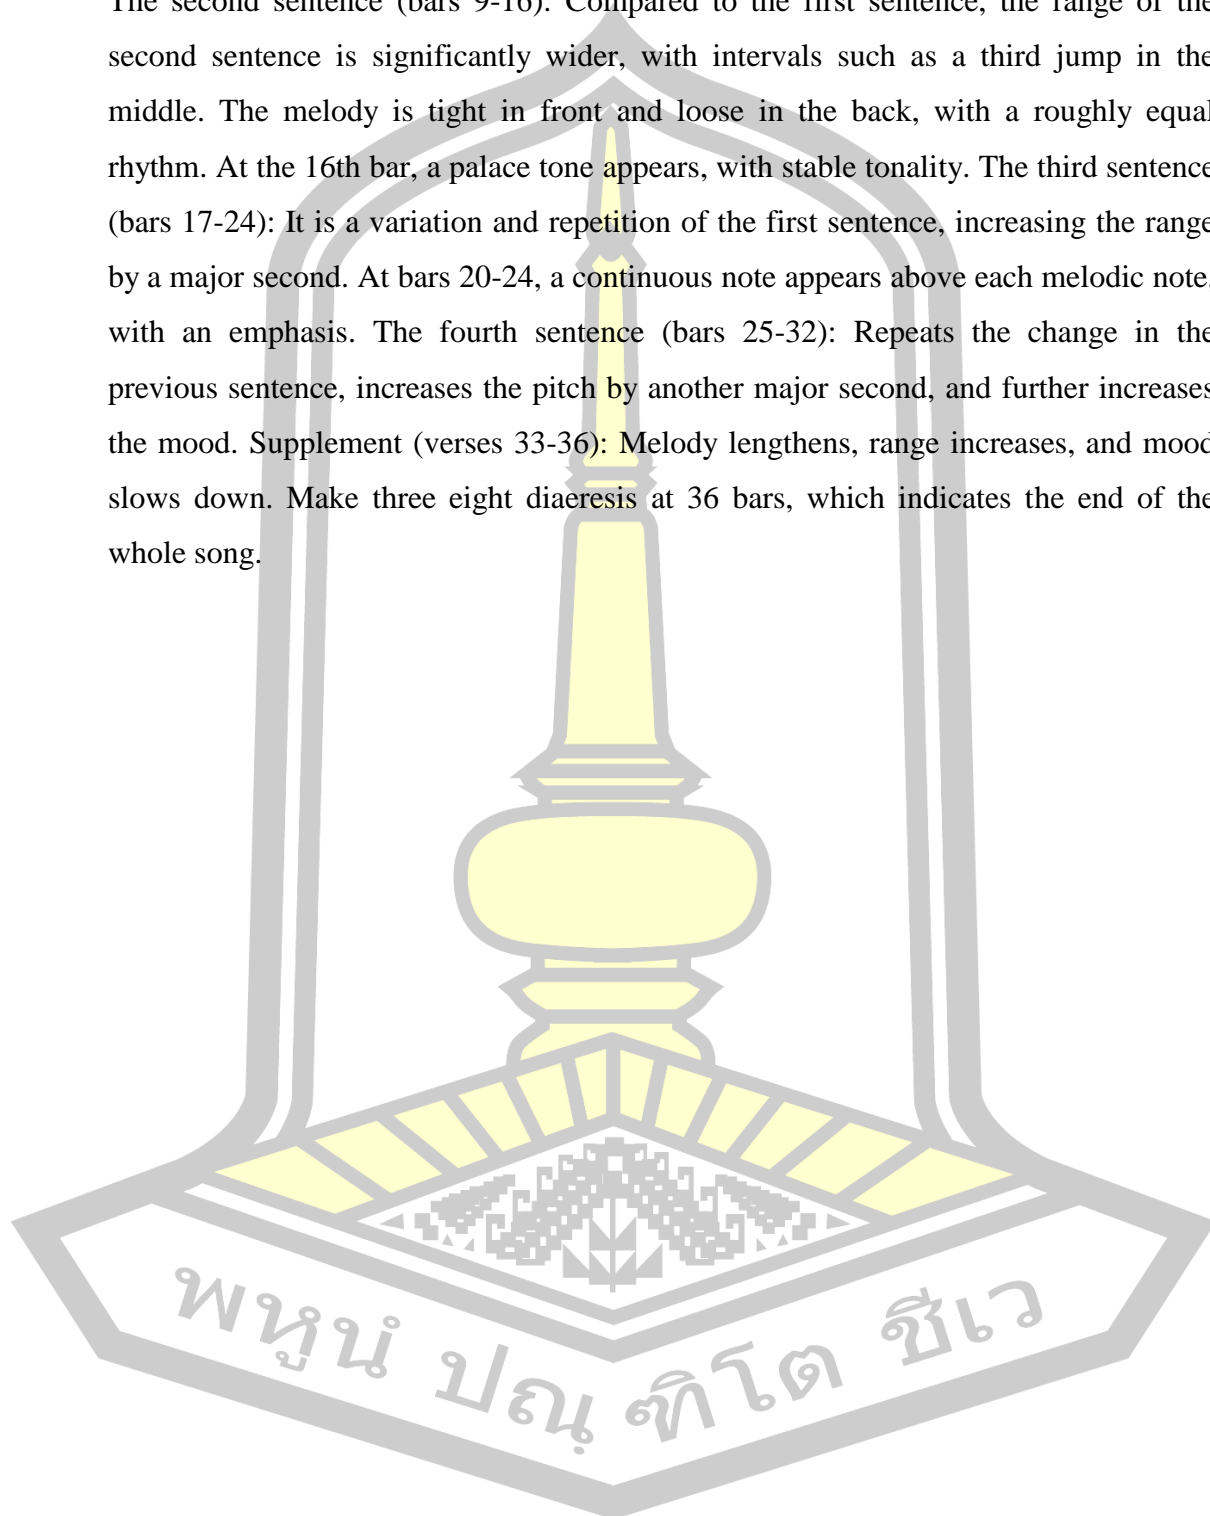 The second sentence (bars 9-16): Compared to the first sentence, the range of the
second sentence is significantly wider, with intervals such as a third jump in the
middle. The melody is tight in front and loose in the back, with a roughly equal
rhythm. At the 16th bar, a palace tone appears, with stable tonality. The third sentence
(bars 17-24): It is a variation and repetition of the first sentence, increasing the range
by a major second. At bars 20-24, a continuous note appears above each melodic note,
with an emphasis. The fourth sentence (bars 25-32): Repeats the change in the
previous sentence, increases the pitch by another major second, and further increases
the mood. Supplement (verses 33-36): Melody lengthens, range increases, and mood
slows down. Make three eight diaeresis at 36 bars, which indicates the end of the
whole song.
พหูนํ ปณฺ ฑิโต ชีเว